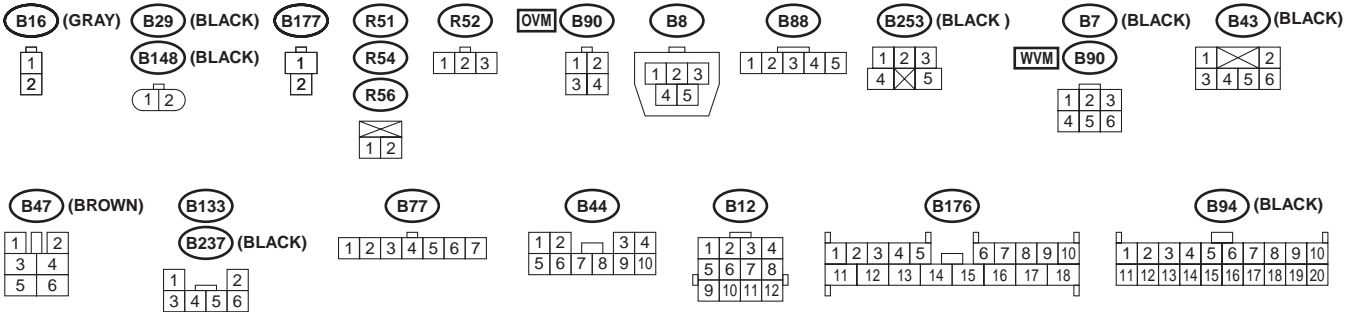 B16 (GRAY) B29 (BLACK) B177 R51 R52 OVM B90 B8 B88 B253 (BLACK ) B7 (BLACK) B43 (BLACK)
B148 (BLACK) R54 WVM B90
R56
1
2
1 2
1
2
1 2
1 2 3
1 2
3 4
1 2 3
4 5
1 2 3 4 5
1 2 3
4 5
1 2 3
4 5 6
1 2
3 4 5 6
B47 (BROWN) B133 B77 B44 B12 B176 B94 (BLACK)
B237 (BLACK)
1 2
3 4
5 6
1 2
3 4 5 6
1 2 3 4 5 6 7
1 2 3 4
5 6 7 8 9 10
1 2 3 4
5 6 7 8
9 10 11 12
1 2 3 4 5 6 7 8 9 10
11 12 13 14 15 16 17 18
1 2 3 4 5 6 7 8 9 10
11 12 13 14 15 16 17 18 19 20